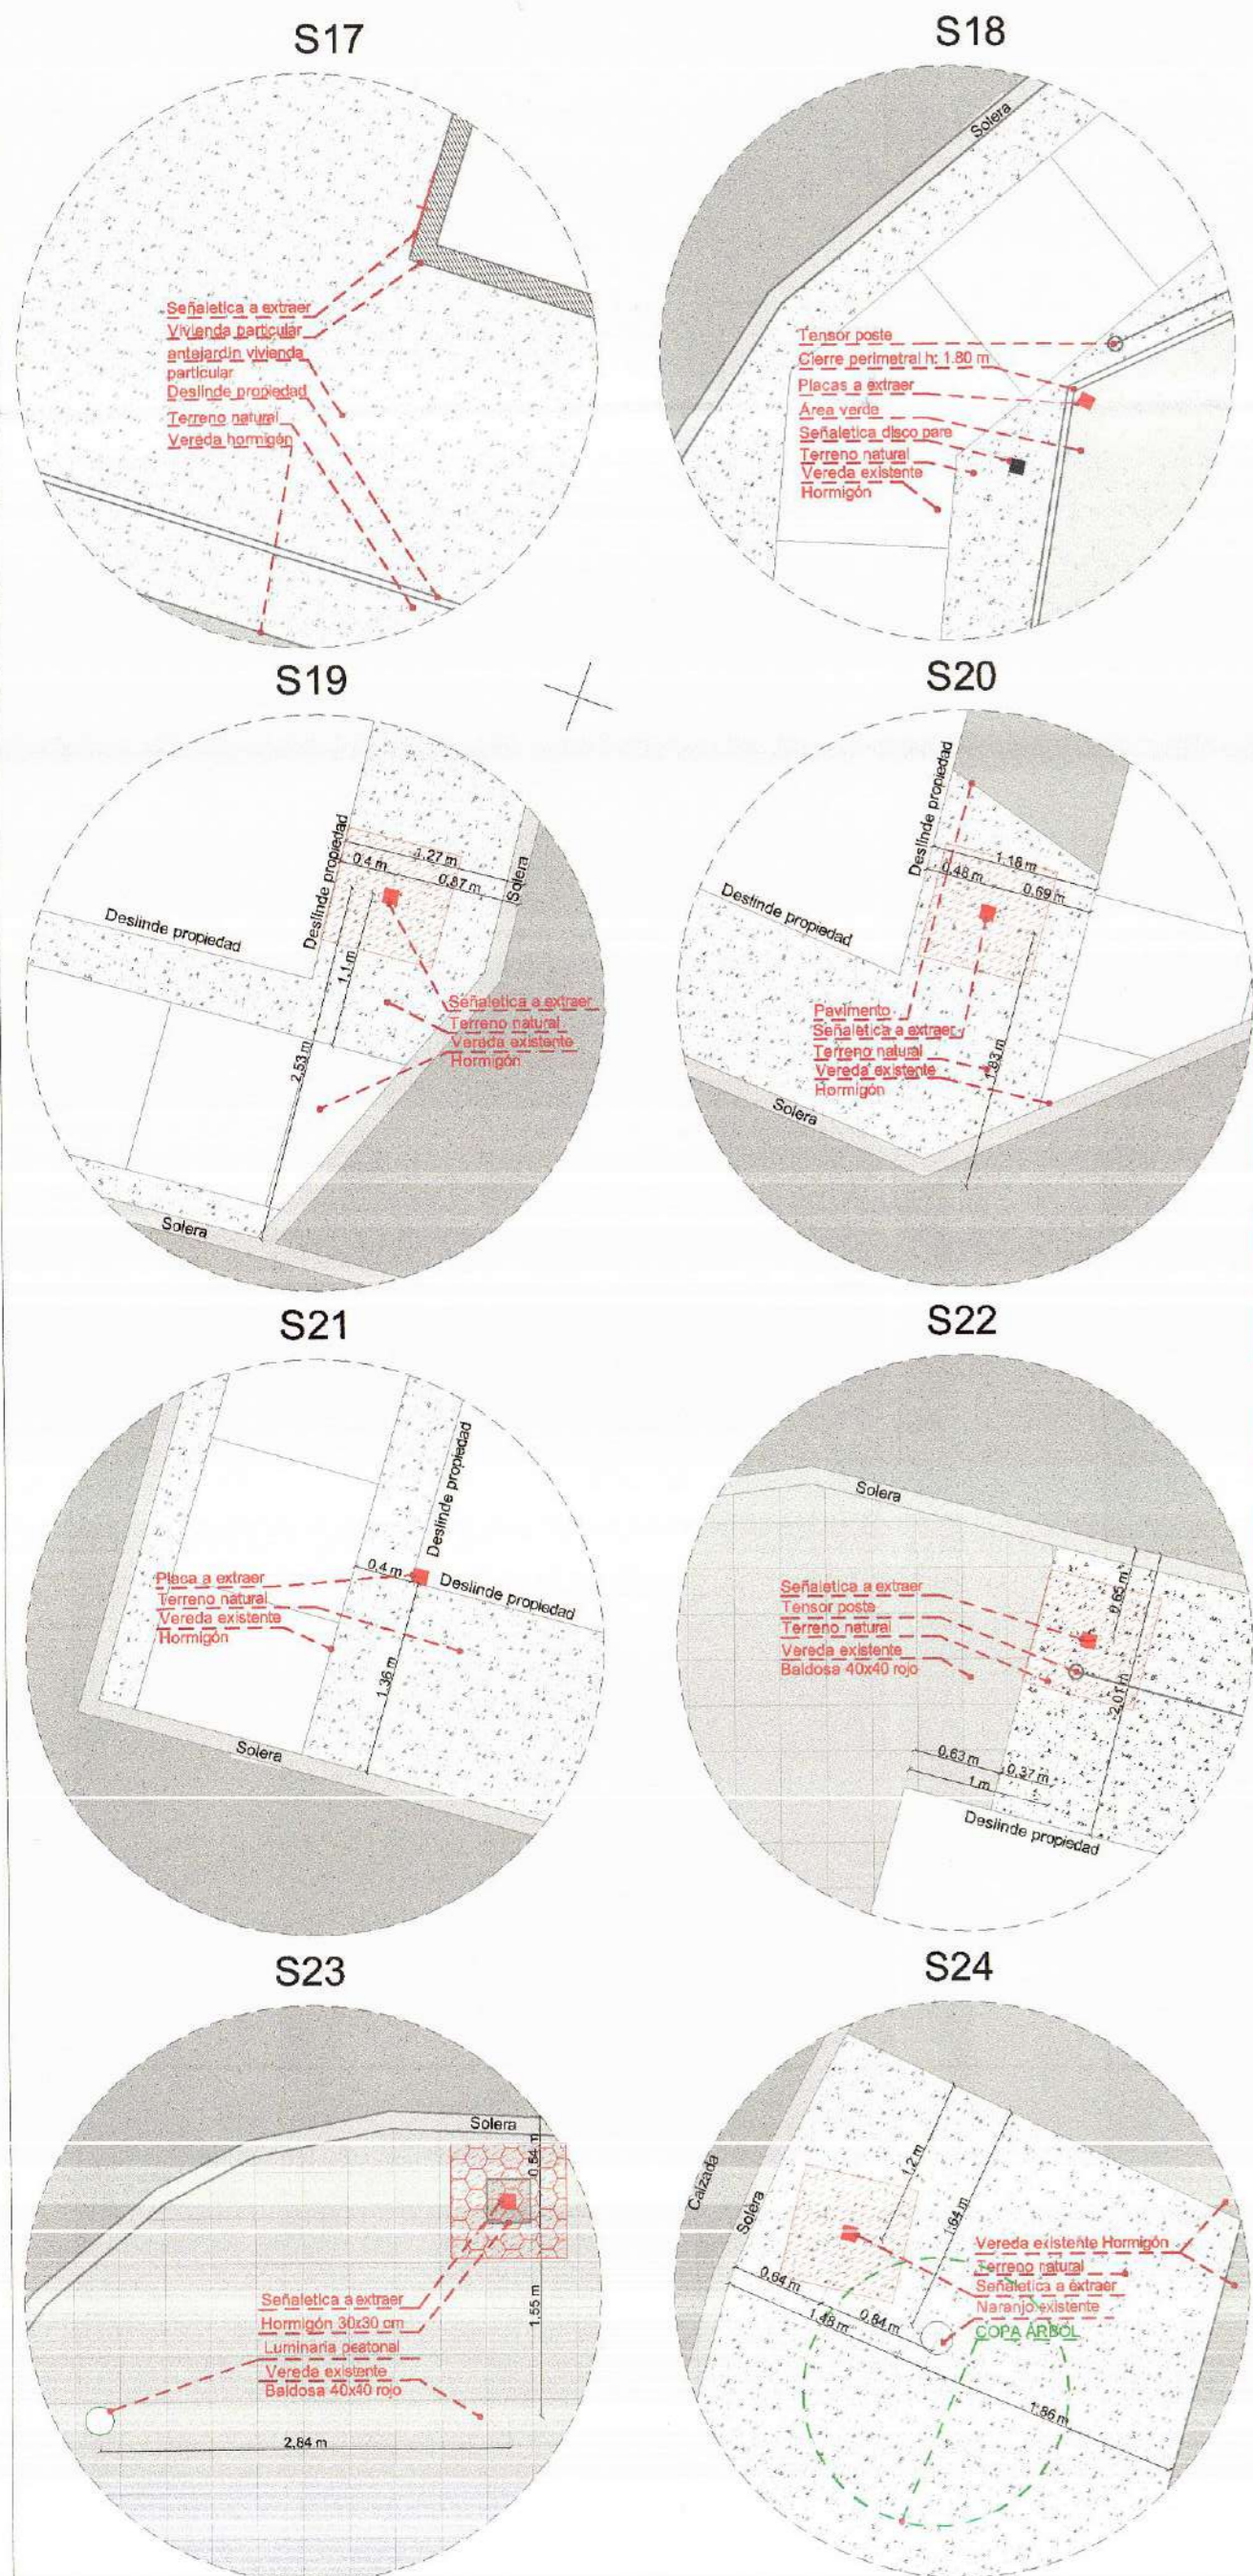 S17
Señaletica a extraer
Vivienda particular
antejardin vivienda
particular
Deslinde propiedad
Terreno natural
Vereda hormigón
S18
Solera
Tensor poste
Cierre perimetral h: 1.80 m
Placas a extraer
Area verde
Señaletica disco pare
Terreno natural
Vereda existente
Hormigón
S19
Deslinde propiedad
Deslinde propiedad
1.27 m
0.4 m
0.87 m
Solera
1.1 m
2.53 m
Señaletica a extraer
Terreno natural
Vereda existente
Hormigón
Solera
S20
Deslinde propiedad
Deslinde propiedad
1.18 m
0.48 m
0.69 m
Pavimento
Señaletica a extraer
Terreno natural
Vereda existente
Hormigón
1.83 m
Solera
S21
Deslinde propiedad
0.4 m
Deslinde propiedad
Placa a extraer
Terreno natural
Vereda existente
Hormigón
1.36 m
Solera
S22
Solera
Señaletica a extraer
Tensor poste
Terreno natural
Vereda existente
Baldosa 40x40 rojo
0.65 m
2.01 m
0.63 m
0.37 m
1 m
Deslinde propiedad
S23
Solera
0.54 m
Señaletica a extraer
Hormigón 30x30 cm
Luminaria peatonal
Vereda existente
Baldosa 40x40 rojo
1.55 m
2.84 m
S24
Calzada
Solera
1.2 m
1.64 m
Vereda existente Hormigón
Terreno natural
Señaletica a extraer
Naranjo existente
COPA ÁRBOL
0.64 m
0.84 m
1.48 m
1.86 m